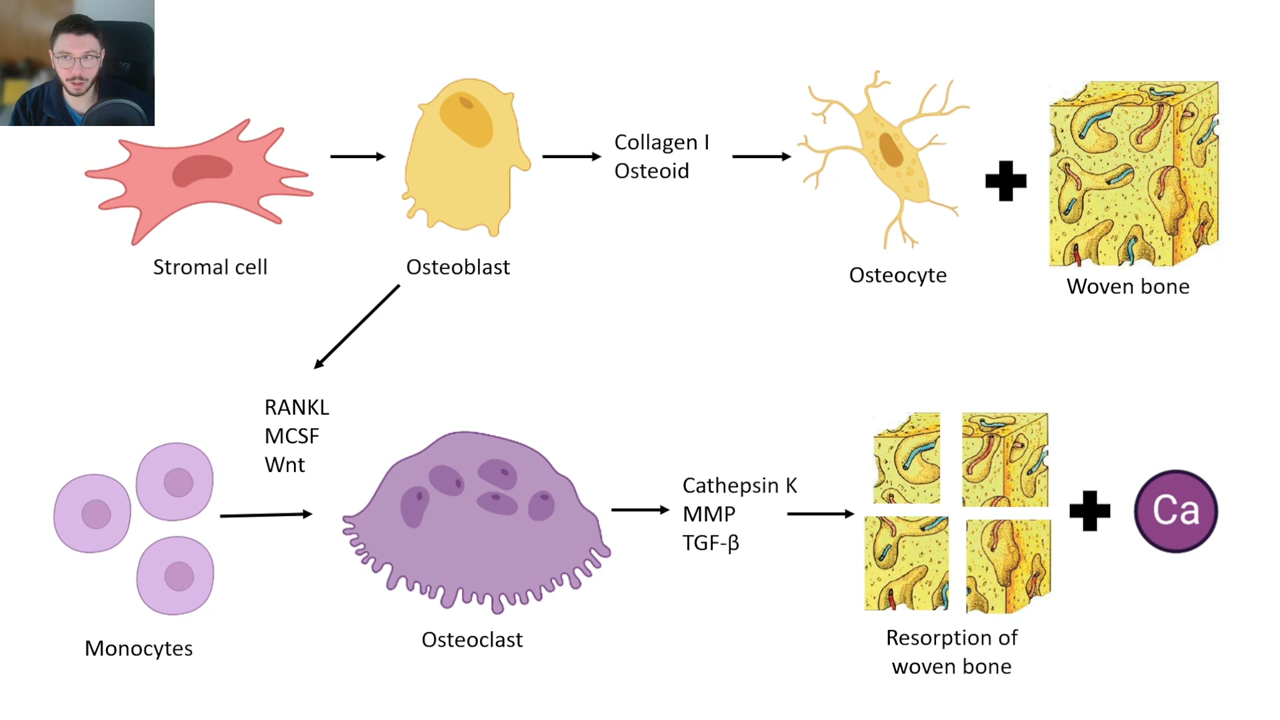 Collagen I
Osteoid
Stromal cell
Osteoblast
Osteocyte
Woven bone
RANKL
MCSF
Wnt
Cathepsin K
MMP
TGF-β
Ca
Monocytes
Osteoclast
Resorption of
woven bone